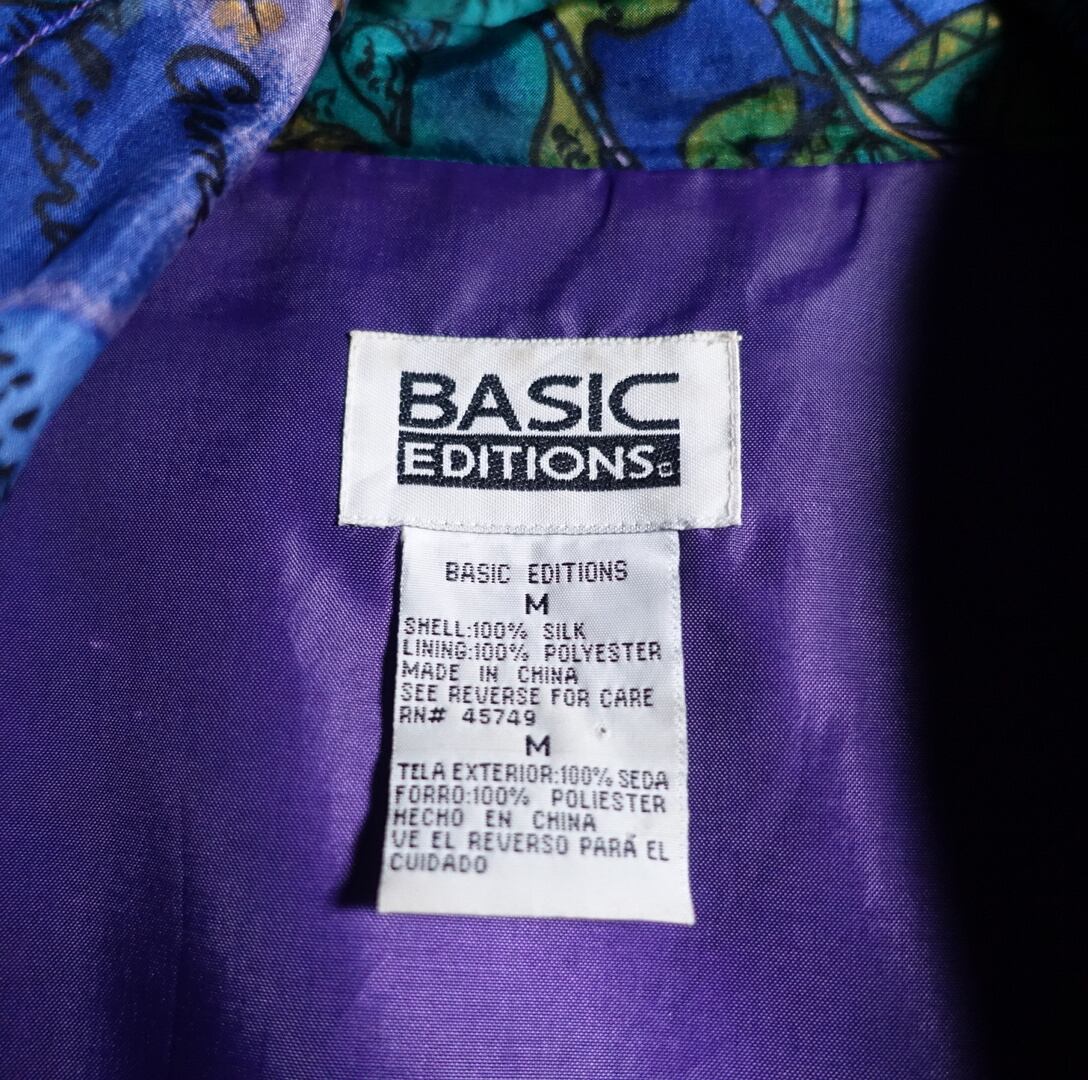 BASIC
EDITIONS
BASIC EDITIONS
M
SHELL:100% SILK
LINING:100% POLYESTER
MADE IN CHINA
SEE REVERSE FOR CARE
RN# 45749
M
TELA EXTERIOR:100% SEDA
FORRO:100% POLIESTER
HECHO EN CHINA
VE EL REVERSO PARÁ EL
CUIDADO